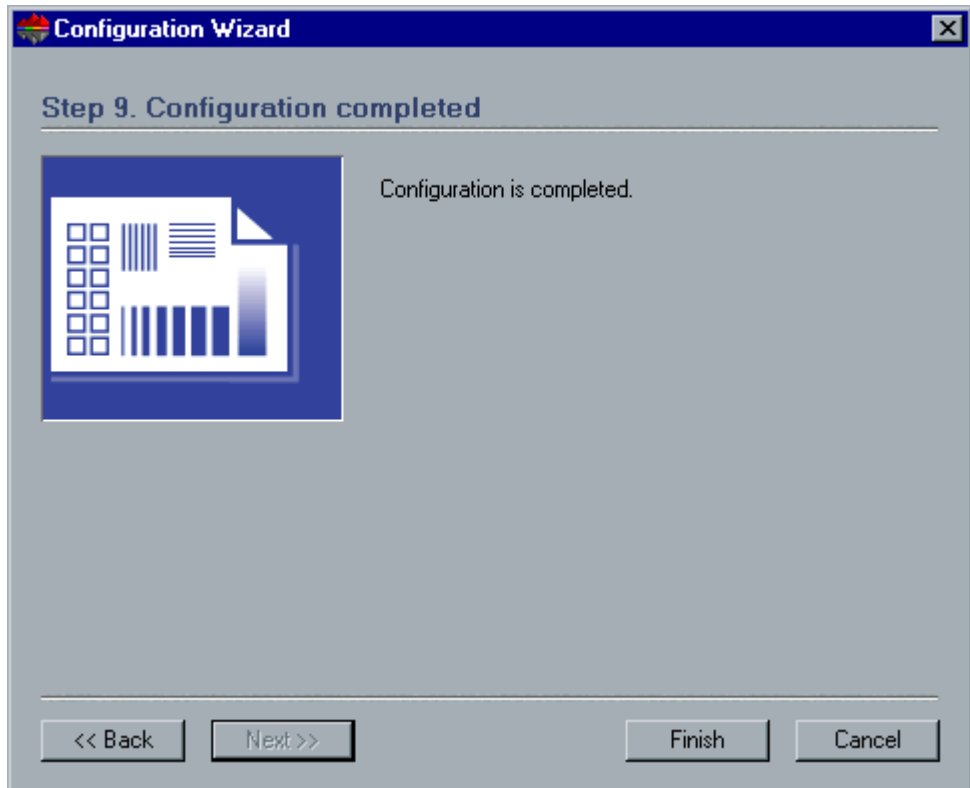 Configuration Wizard
Step 9. Configuration completed
Configuration is completed.
<< Back
Next >>
Finish
Cancel